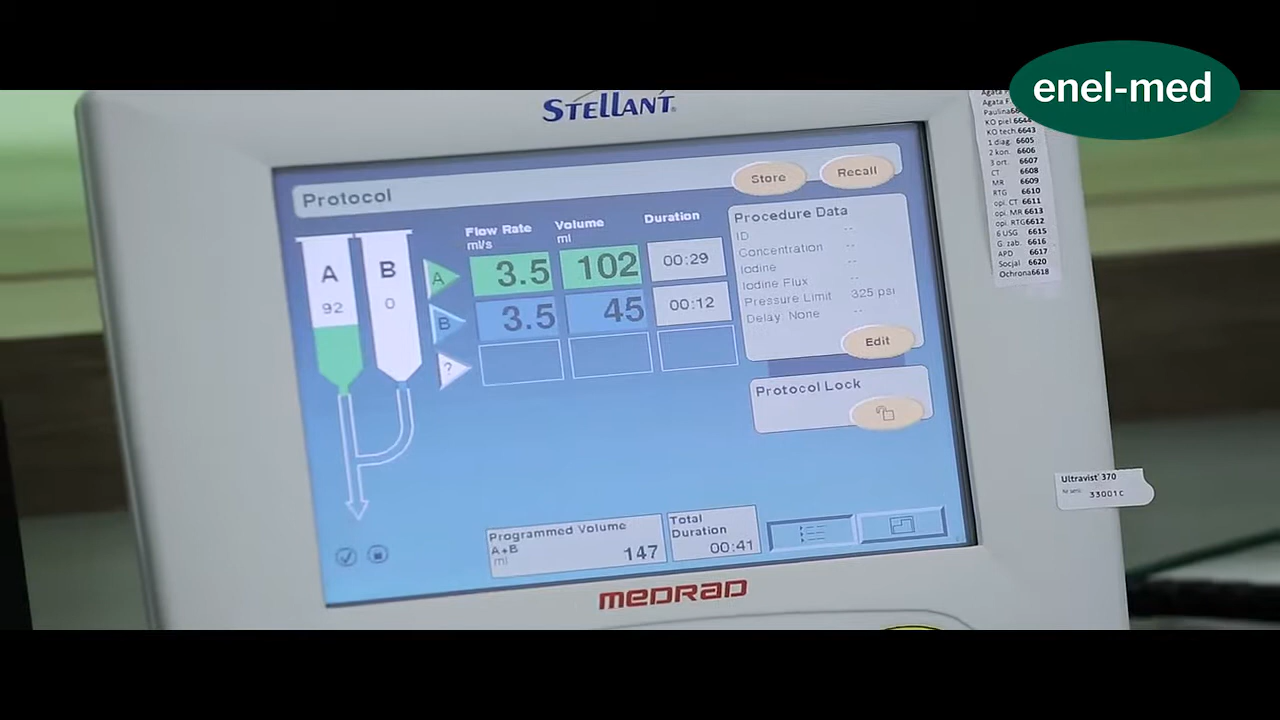 enel-med
STELLANT
Protocol
Store
Recall
Flow Rate
ml/s
Volume
ml
Duration
A
92
B
0
A
3.5
102
00:29
B
3.5
45
00:12
?
Procedure Data
ID --
Concentration --
Iodine --
Iodine Flux --
Pressure Limit 325 psi
Delay None --
Edit
Protocol Lock
Programmed Volume
A+B
ml
147
Total
Duration
00:41
MEDRAD
Agata F
Paulina
KO piel 6644
KO tech. 6643
1 diag. 6605
2 kon. 6606
3 ort. 6607
CT 6608
MR 6609
RTG 6610
opi. CT 6611
opi. MR 6613
opi. RTG 6612
6 USG 6615
G. zab. 6616
APD 6617
Socjal 6620
Ochrona 6618
Ultravist® 370
33001C